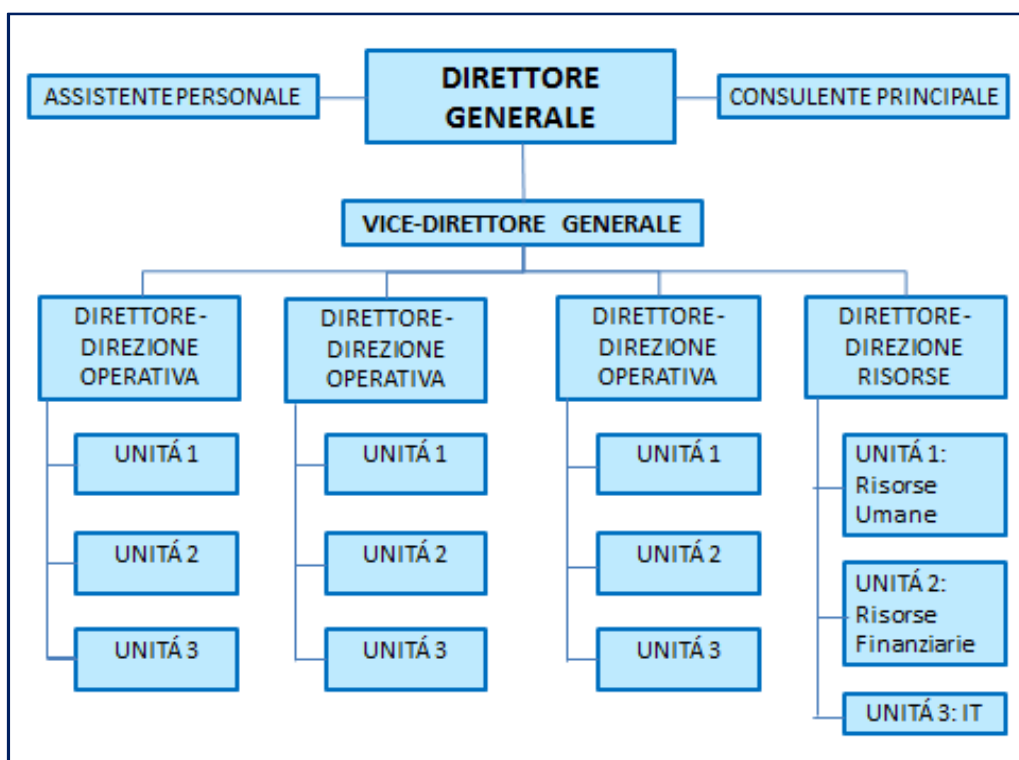 ASSISTENTE PERSONALE
DIRETTORE
GENERALE
CONSULENTE PRINCIPALE
VICE-DIRETTORE GENERALE
DIRETTORE-
DIREZIONE
OPERATIVA
DIRETTORE-
DIREZIONE
OPERATIVA
DIRETTORE-
DIREZIONE
OPERATIVA
DIRETTORE-
DIREZIONE
RISORSE
UNITÁ 1
UNITÁ 2
UNITÁ 3
UNITÁ 1
UNITÁ 2
UNITÁ 3
UNITÁ 1
UNITÁ 2
UNITÁ 3
UNITÁ 1:
Risorse
Umane
UNITÁ 2:
Risorse
Finanziarie
UNITÁ 3: IT